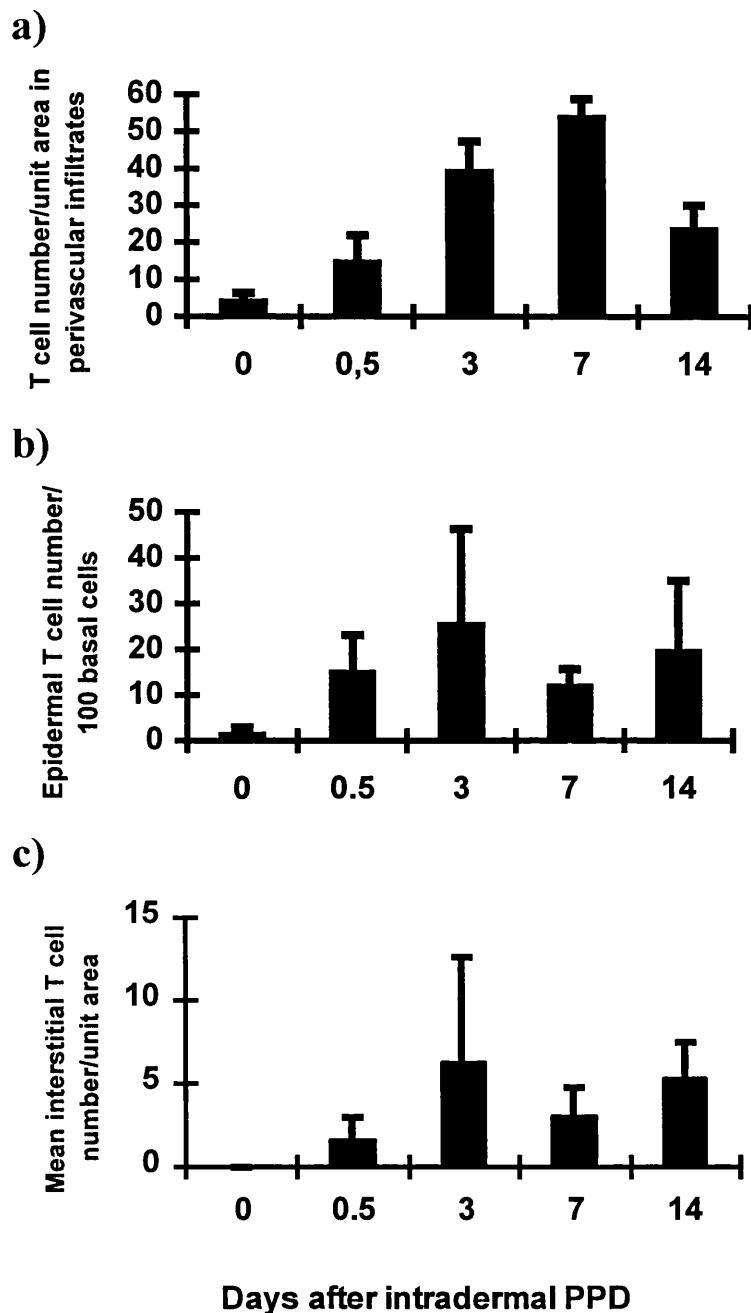 a)
T cell number/unit area in
perivascular infiltrates
60
50
40
30
20
10
0
0 0,5 3 7 14
b)
Epidermal T cell number/
100 basal cells
50
40
30
20
10
0
0 0.5 3 7 14
c)
Mean interstitial T cell
number/unit area
15
10
5
0
0 0.5 3 7 14
Days after intradermal PPD